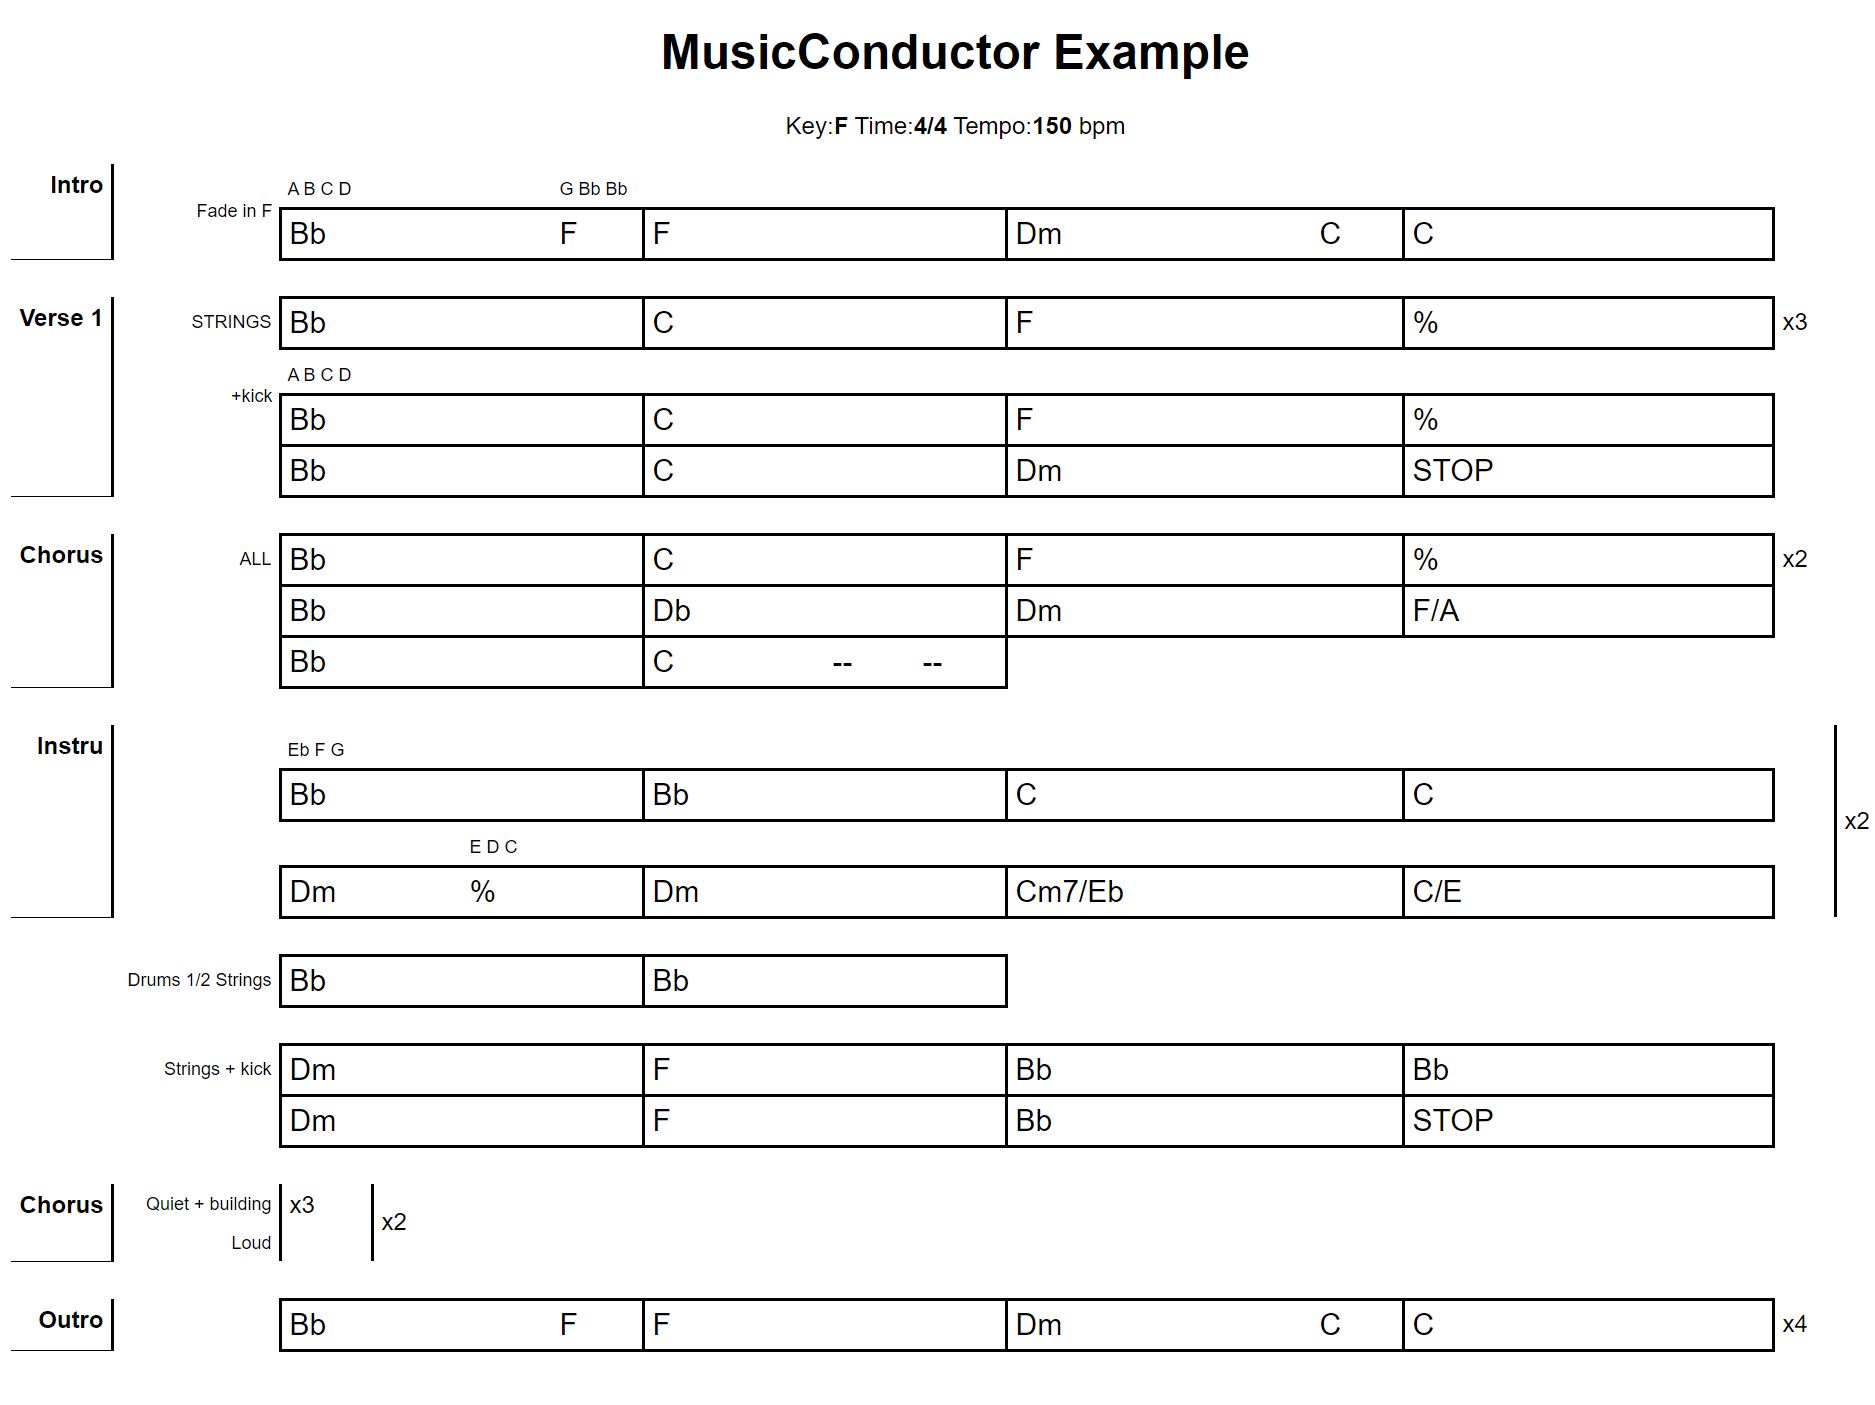 MusicConductor Example
Key:F Time:4/4 Tempo:150 bpm
Intro
A B C D G Bb Bb
Fade in F
Bb F F Dm C C
Verse 1 STRINGS Bb C F % x3
A B C D
+kick
Bb C F %
Bb C Dm STOP
Chorus ALL Bb C F % x2
Bb Db Dm F/A
Bb C -- --
Instru
Eb F G
Bb Bb C C
x2
E D C
Dm % Dm Cm7/Eb C/E
Drums 1/2 Strings Bb Bb
Strings + kick Dm F Bb Bb
Dm F Bb STOP
Chorus Quiet + building x3
x2
Loud
Outro Bb F F Dm C C x4